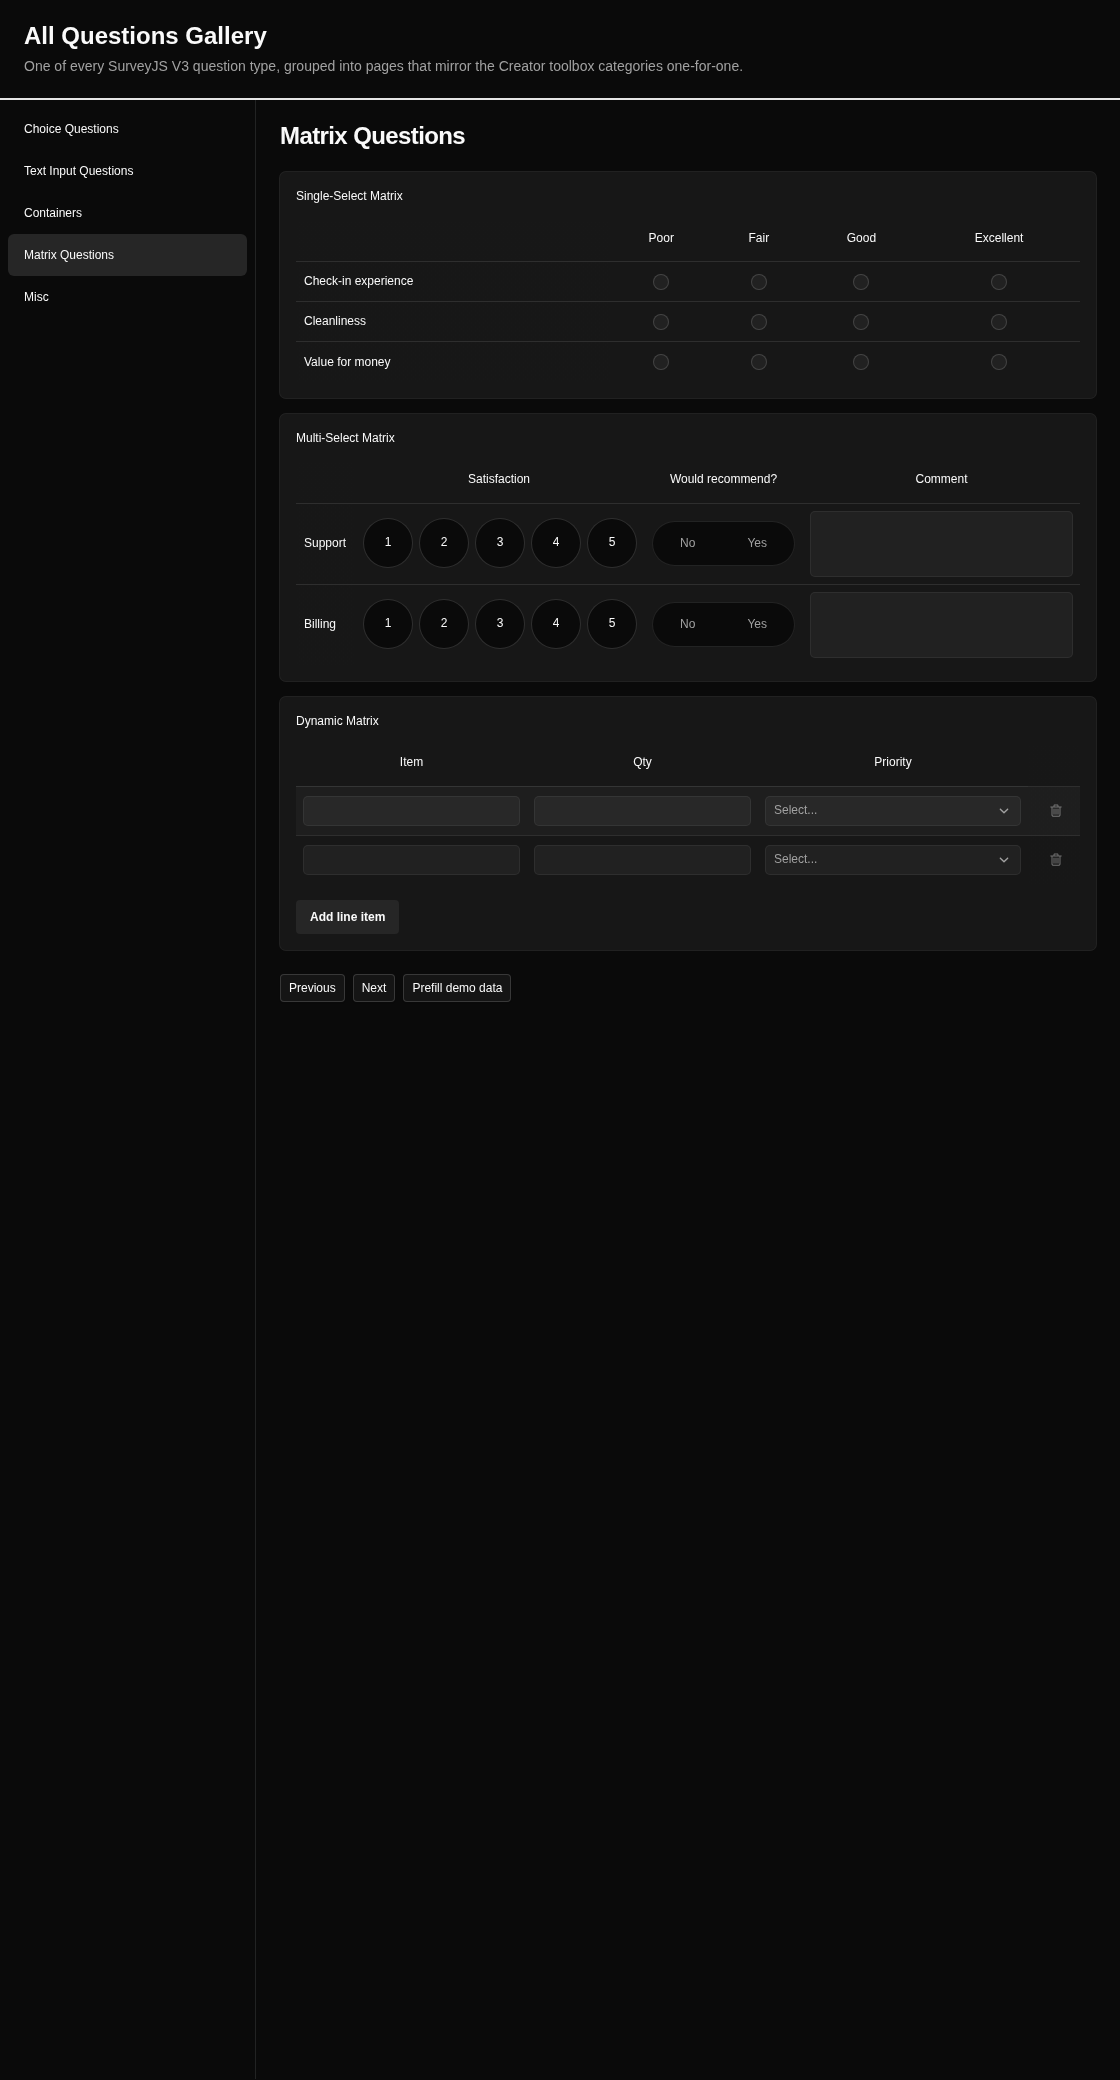 All Questions Gallery
One of every SurveyJS V3 question type, grouped into pages that mirror the Creator toolbox categories one-for-one.
Choice Questions
Text Input Questions
Containers
Matrix Questions
Misc
Matrix Questions
Single-Select Matrix
Poor Fair Good Excellent
Check-in experience
Cleanliness
Value for money
Multi-Select Matrix
Satisfaction Would recommend? Comment
Support 1 2 3 4 5 No Yes
Billing 1 2 3 4 5 No Yes
Dynamic Matrix
Item Qty Priority
Select...
Select...
Add line item
Previous Next Prefill demo data